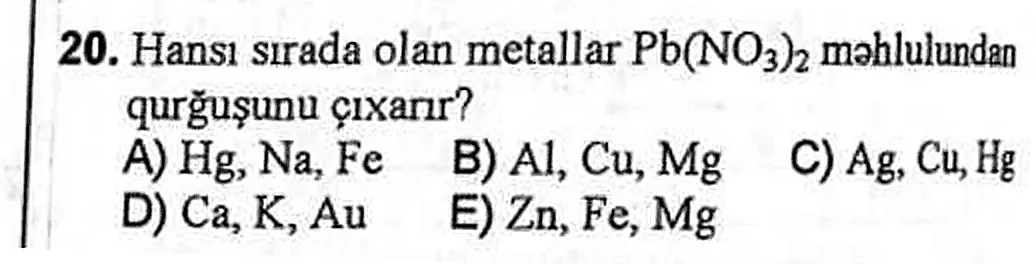 20. Hansı sırada olan metallar Pb(NO₃)₂ məhlulundan
qurğuşunu çıxarır?
A) Hg, Na, Fe B) Al, Cu, Mg C) Ag, Cu, Hg
D) Ca, K, Au E) Zn, Fe, Mg